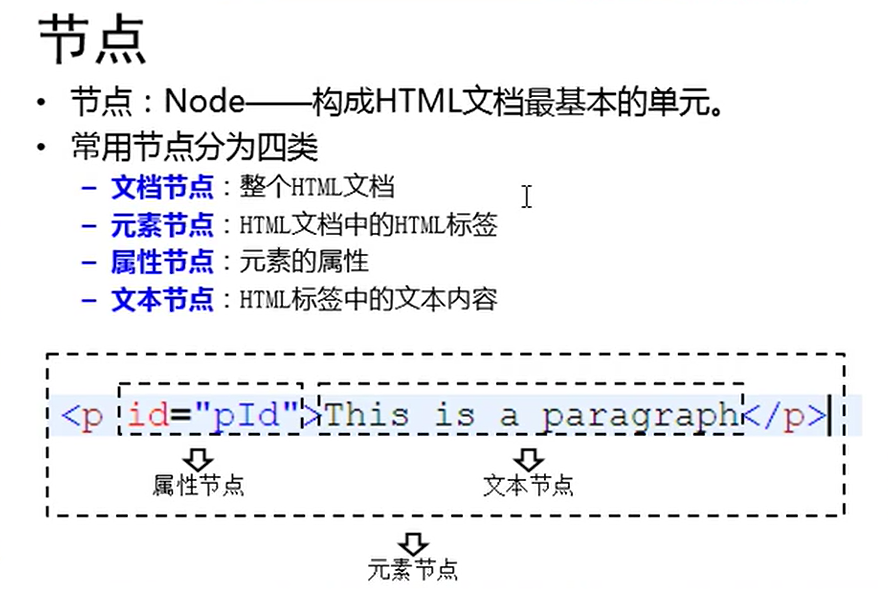 节点
• 节点：Node——构成HTML文档最基本的单元。
• 常用节点分为四类
– 文档节点：整个HTML文档
– 元素节点：HTML文档中的HTML标签
– 属性节点：元素的属性
– 文本节点：HTML标签中的文本内容
<p id="pId">This is a paragraph</p>
属性节点 文本节点
元素节点